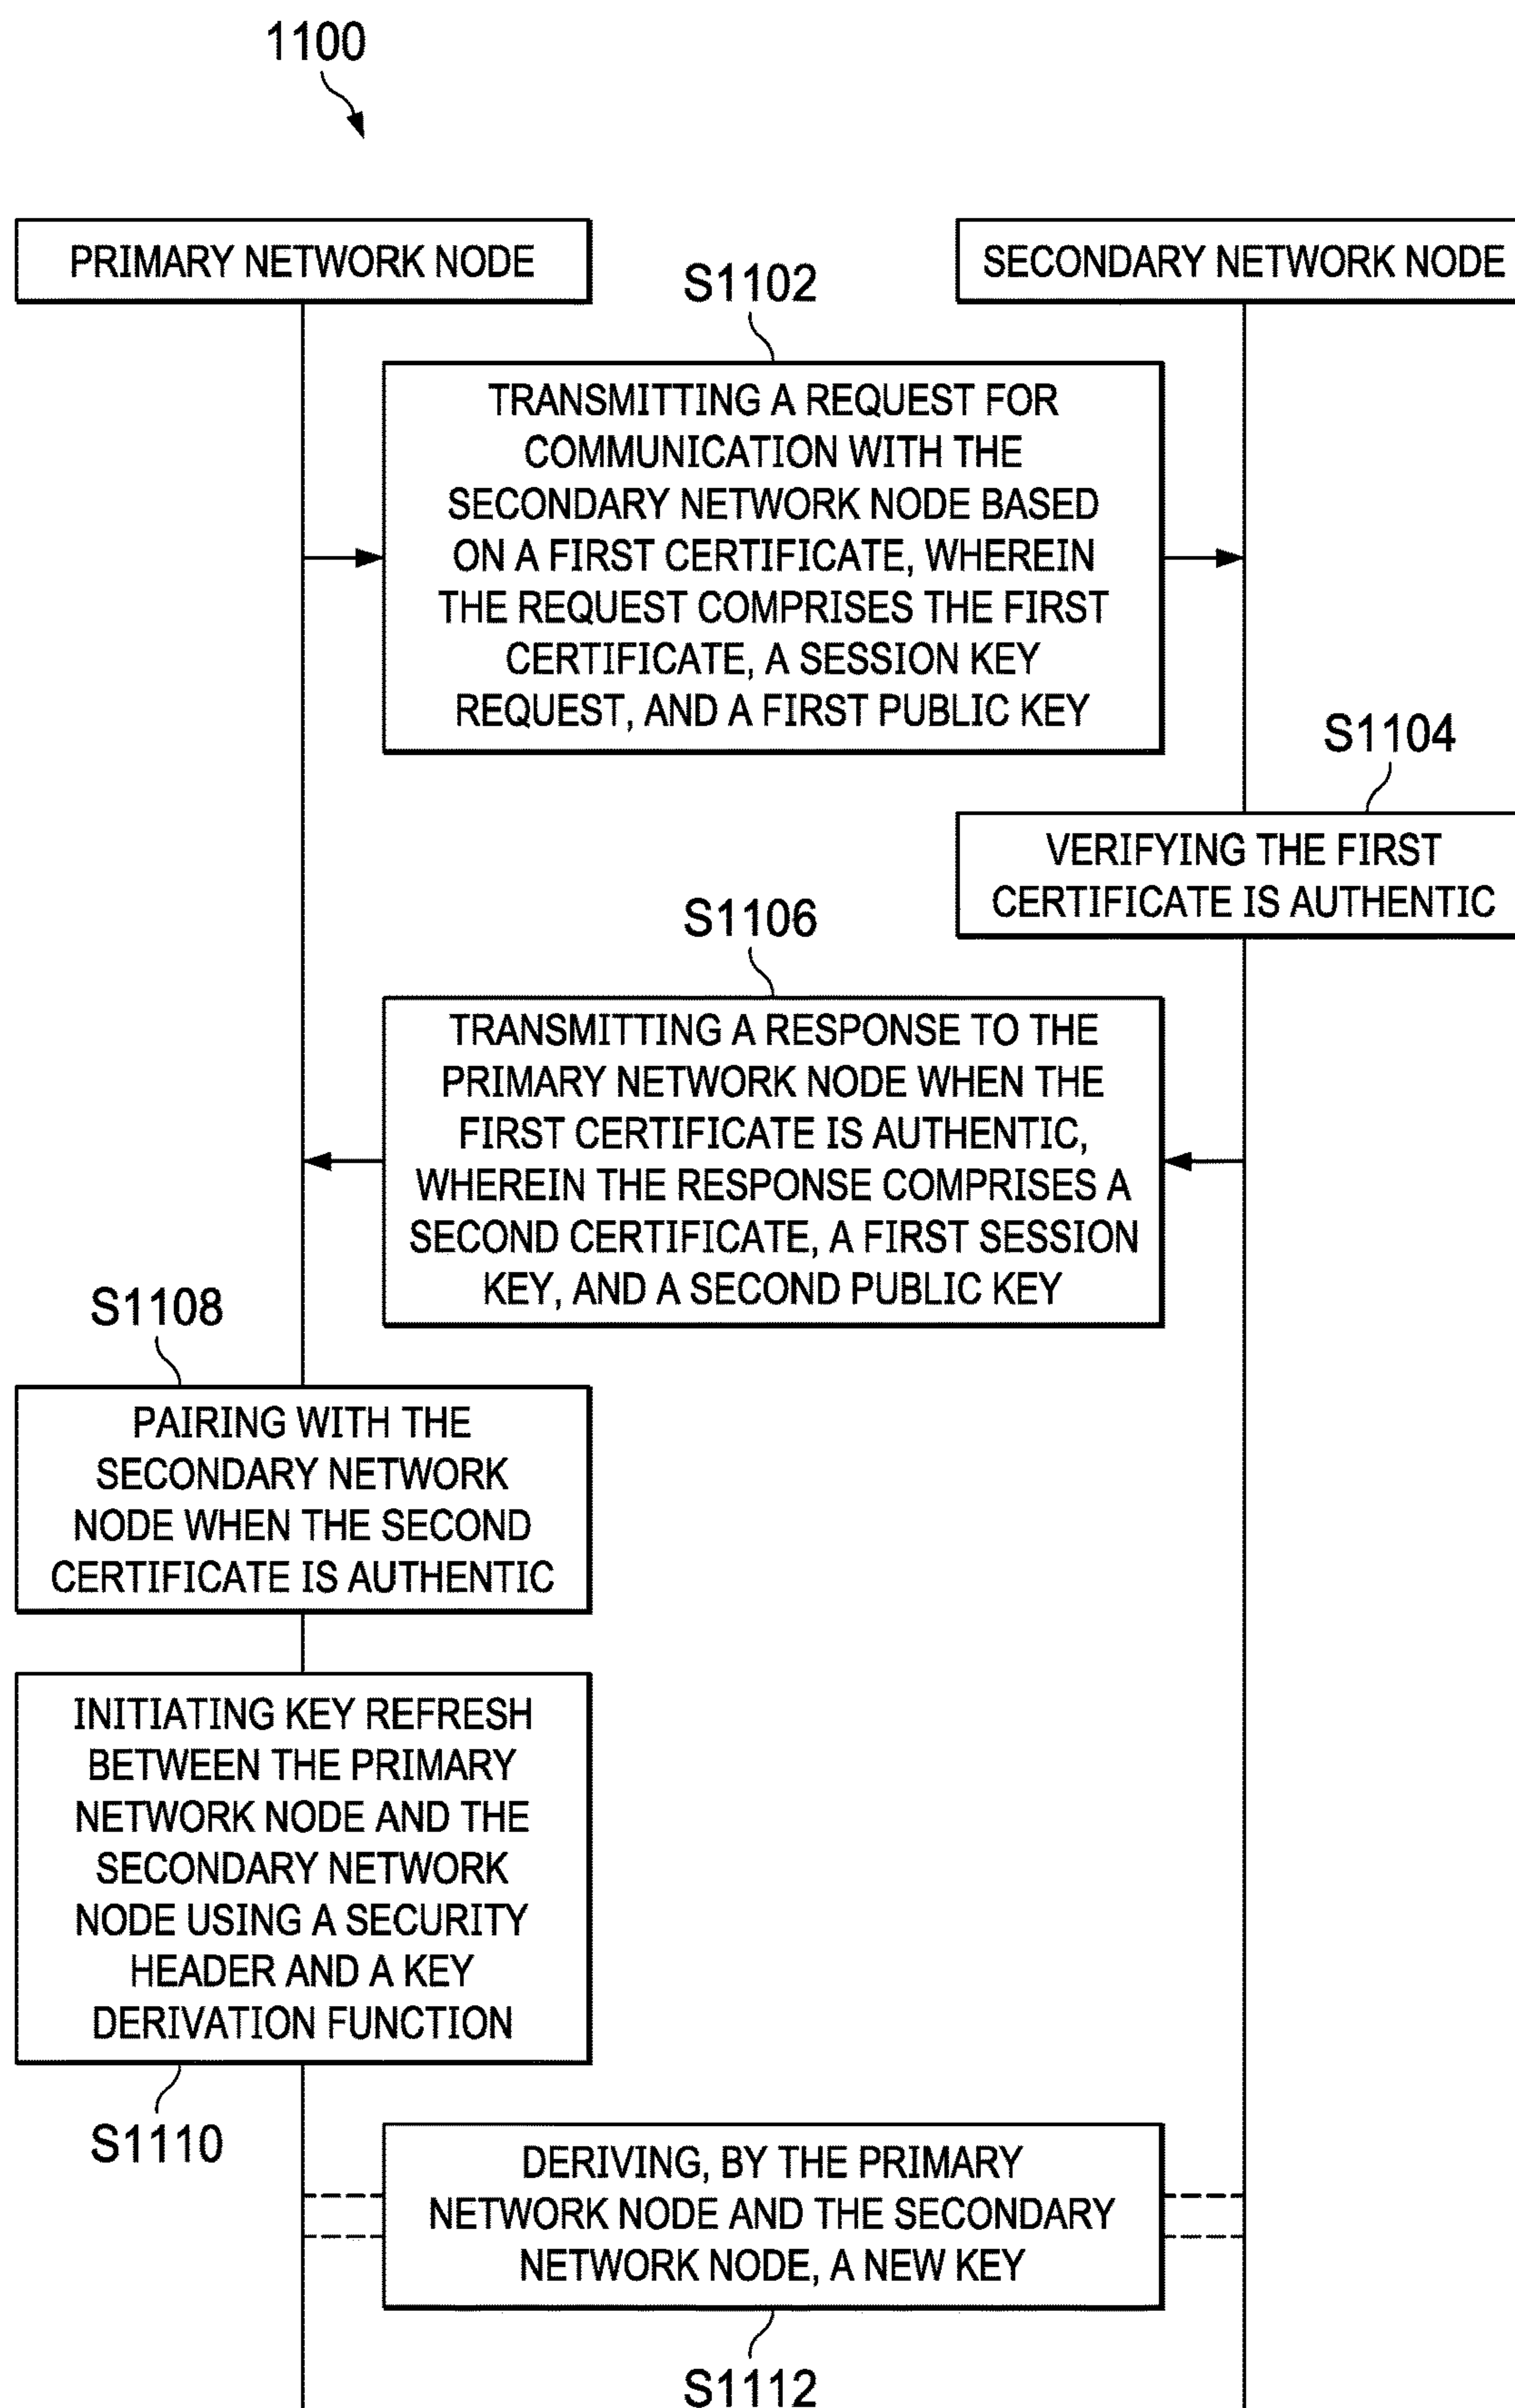 1100
PRIMARY NETWORK NODE
SECONDARY NETWORK NODE
S1102
TRANSMITTING A REQUEST FOR
COMMUNICATION WITH THE
SECONDARY NETWORK NODE BASED
ON A FIRST CERTIFICATE, WHEREIN
THE REQUEST COMPRISES THE FIRST
CERTIFICATE, A SESSION KEY
REQUEST, AND A FIRST PUBLIC KEY
S1104
VERIFYING THE FIRST
CERTIFICATE IS AUTHENTIC
S1106
TRANSMITTING A RESPONSE TO THE
PRIMARY NETWORK NODE WHEN THE
FIRST CERTIFICATE IS AUTHENTIC,
WHEREIN THE RESPONSE COMPRISES A
SECOND CERTIFICATE, A FIRST SESSION
KEY, AND A SECOND PUBLIC KEY
S1108
PAIRING WITH THE
SECONDARY NETWORK
NODE WHEN THE SECOND
CERTIFICATE IS AUTHENTIC
INITIATING KEY REFRESH
BETWEEN THE PRIMARY
NETWORK NODE AND THE
SECONDARY NETWORK
NODE USING A SECURITY
HEADER AND A KEY
DERIVATION FUNCTION
S1110
DERIVING, BY THE PRIMARY
NETWORK NODE AND THE SECONDARY
NETWORK NODE, A NEW KEY
S1112